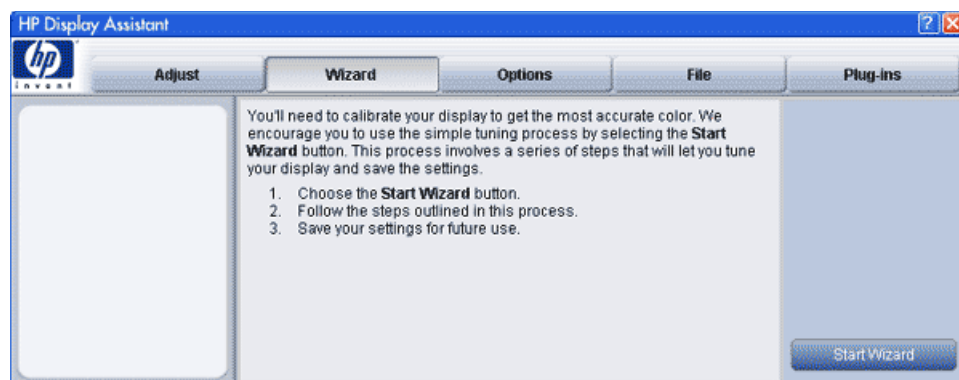 HP Display Assistant
?
X
hp
invent
Adjust
Wizard
Options
File
Plug-ins
You'll need to calibrate your display to get the most accurate color. We
encourage you to use the simple tuning process by selecting the Start
Wizard button. This process involves a series of steps that will let you tune
your display and save the settings.
1. Choose the Start Wizard button.
2. Follow the steps outlined in this process.
3. Save your settings for future use.
Start Wizard